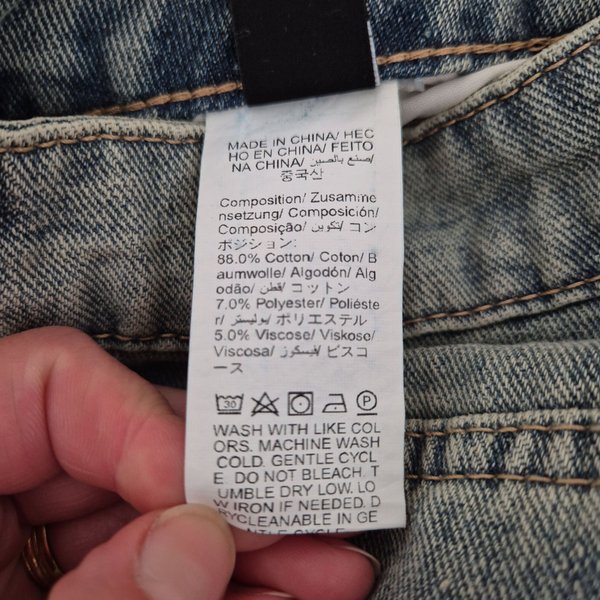 MADE IN CHINA/ HEC
HO EN CHINA/ FEITO
NA CHINA/ صنع بالصين/
중국산
Composition/ Zusamme
nsetzung/ Composición/
Composição/ تكوين/ コン
ポジション:
88.0% Cotton/ Coton/ B
aumwolle/ Algodón/ Alg
odão/ قطن/ コットン
7.0% Polyester/ Poliéste
r/ بوليستر/ ポリエステル
5.0% Viscose/ Viskose/
Viscosa/ فيسكوز/ ビスコ
ース
30 P
WASH WITH LIKE COL
ORS. MACHINE WASH
COLD. GENTLE CYCL
E. DO NOT BLEACH. T
UMBLE DRY LOW. LO
W IRON IF NEEDED. D
RYCLEANABLE IN GE
NTLE CYCLE